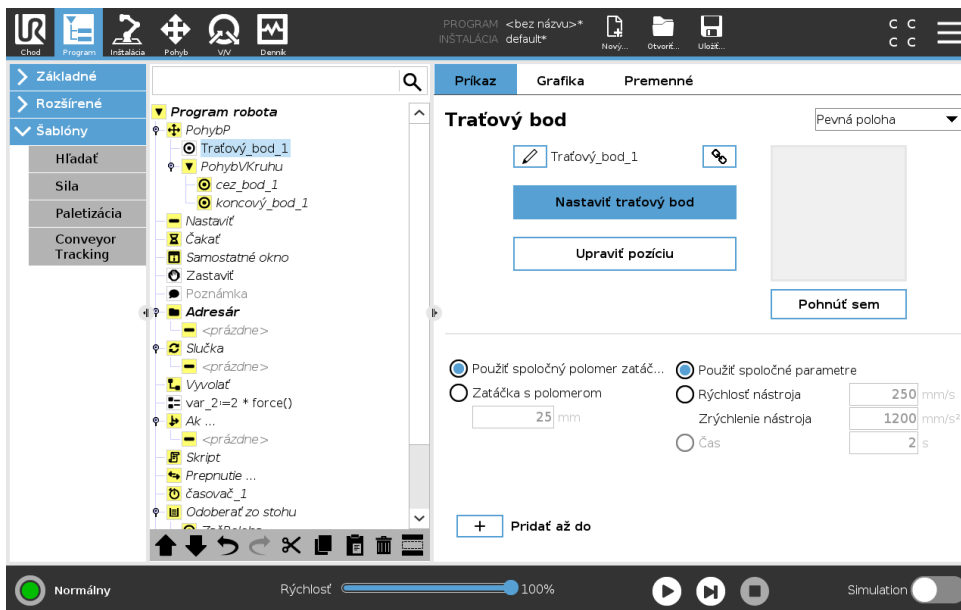 PROGRAM <bez názvu>*
INŠTALÁCIA default*
Chod Program Inštalácia Pohyb V/V Denník Nový... Otvoriť... Uložiť...
C C
C C
Základné
Rozšírené
Šablóny
Hľadať
Sila
Paletizácia
Conveyor
Tracking
Program robota
PohybP
Traťový_bod_1
PohybVKruhu
cez_bod_1
koncový_bod_1
Nastaviť
Čakať
Samostatné okno
Zastaviť
Poznámka
Adresár
<prázdne>
Slučka
<prázdne>
Vyvolať
var_2≔2 * force()
Ak ...
<prázdne>
Skript
Prepnutie ...
časovač_1
Odoberať zo stohu
Príkaz Grafika Premenné
Traťový bod
Pevná poloha
Traťový_bod_1
Nastaviť traťový bod
Upraviť pozíciu
Pohnúť sem
Použiť spoločný polomer zatáč...
Zatáčka s polomerom
25 mm
Použiť spoločné parametre
Rýchlosť nástroja 250 mm/s
Zrýchlenie nástroja 1200 mm/s²
Čas 2 s
+ Pridať až do
Normálny Rýchlosť 100% Simulation